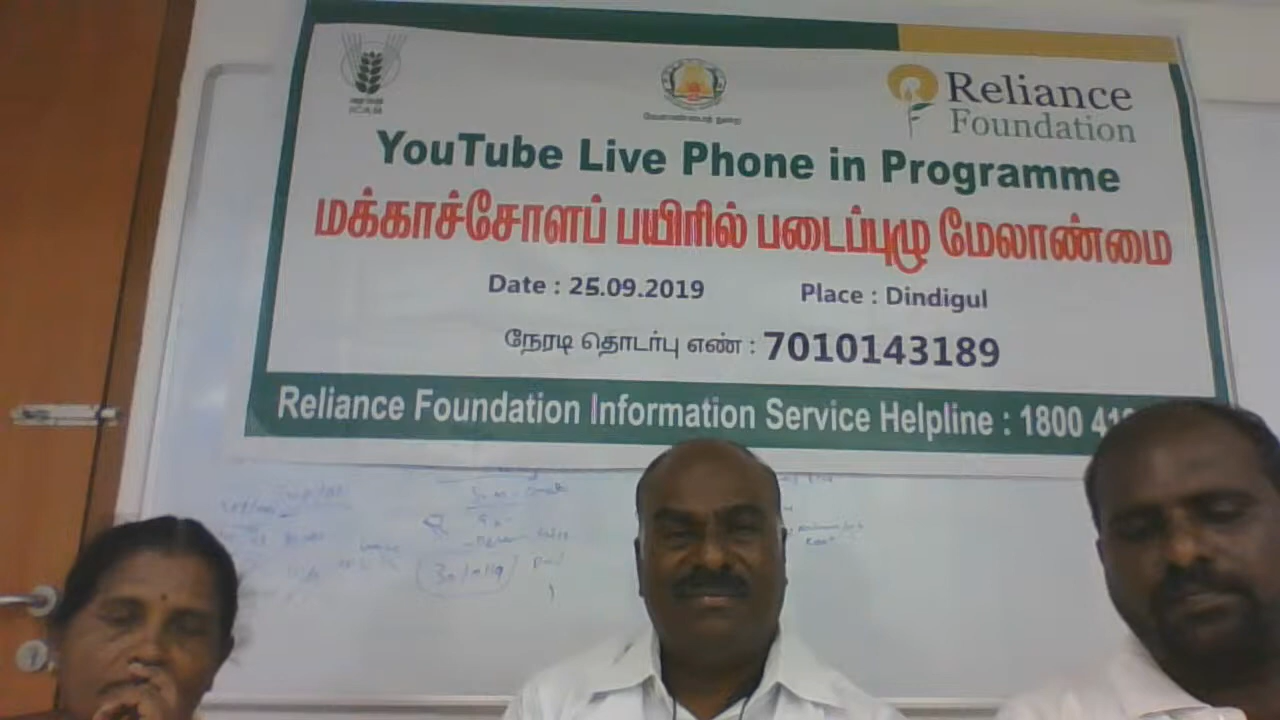 ICAR
வேளாண்மைத் துறை
Reliance
Foundation
YouTube Live Phone in Programme
மக்காச்சோளப் பயிரில் படைப்புழு மேலாண்மை
Date : 25.09.2019 Place : Dindigul
நேரடி தொடர்பு எண் : 7010143189
Reliance Foundation Information Service Helpline : 1800 41